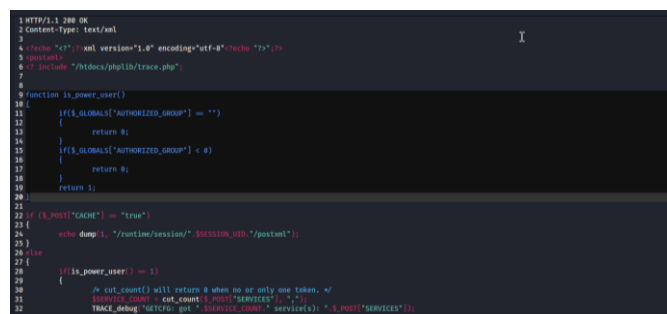 1 HTTP/1.1 200 OK
2 Content-Type: text/xml
3
4 <?echo "<?";?>xml version="1.0" encoding="utf-8"<?echo "?>";?>
5 <postxml>
6 <? include "/htdocs/phplib/trace.php";
7
8
9 function is_power_user()
10 {
11 if($_GLOBALS["AUTHORIZED_GROUP"] == "")
12 {
13 return 0;
14 }
15 if($_GLOBALS["AUTHORIZED_GROUP"] < 0)
16 {
17 return 0;
18 }
19 return 1;
20 }
21
22 if ($_POST["CACHE"] == "true")
23 {
24 echo dump(1, "/runtime/session/".$SESSION_UID."/postxml");
25 }
26 else
27 {
28 if(is_power_user() == 1)
29 {
30 /* cut_count() will return 0 when no or only one token. */
31 $SERVICE_COUNT = cut_count($_POST["SERVICES"], ",");
32 TRACE_debug("GETCFG: got ".$SERVICE_COUNT." service(s): ".$_POST["SERVICES"]);